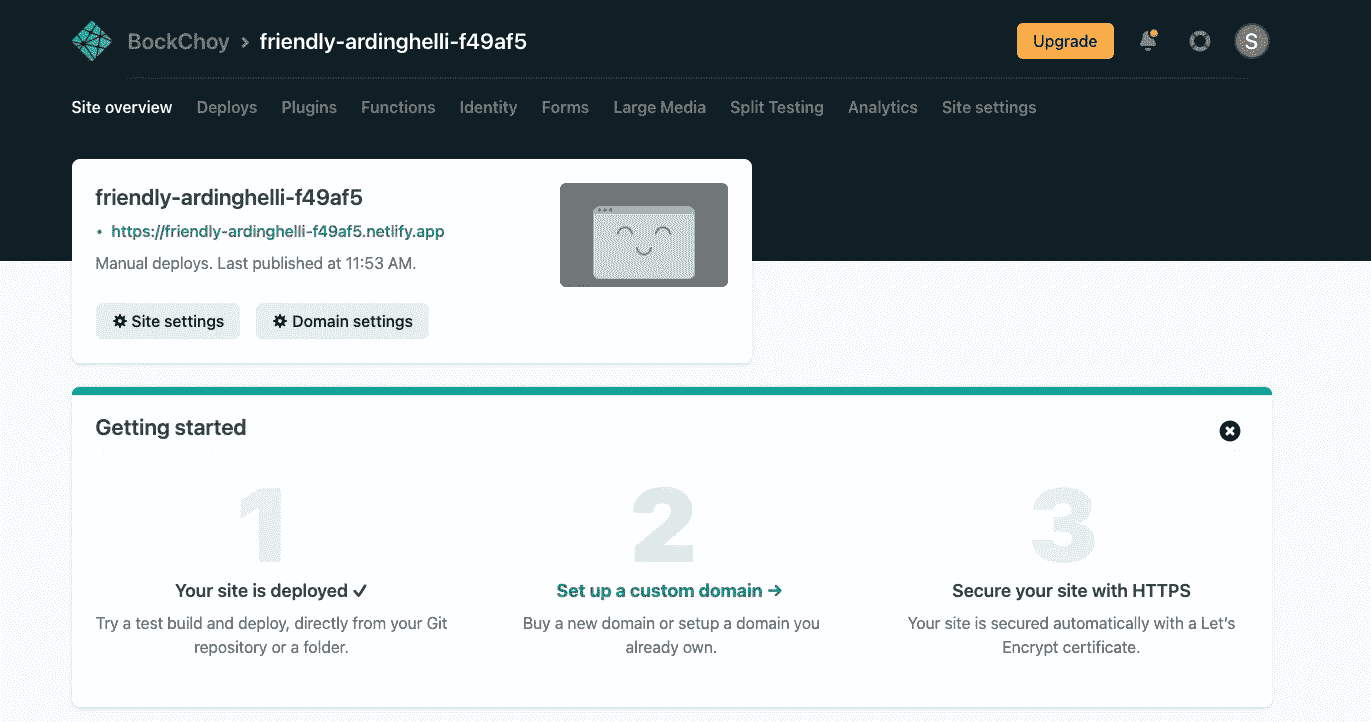 BockChoy > friendly-ardinghelli-f49af5
Upgrade
S
Site overview Deploys Plugins Functions Identity Forms Large Media Split Testing Analytics Site settings
friendly-ardinghelli-f49af5
• https://friendly-ardinghelli-f49af5.netlify.app
Manual deploys. Last published at 11:53 AM.
Site settings Domain settings
Getting started
1
Your site is deployed ✓
Try a test build and deploy, directly from your Git
repository or a folder.
2
Set up a custom domain →
Buy a new domain or setup a domain you
already own.
3
Secure your site with HTTPS
Your site is secured automatically with a Let's
Encrypt certificate.